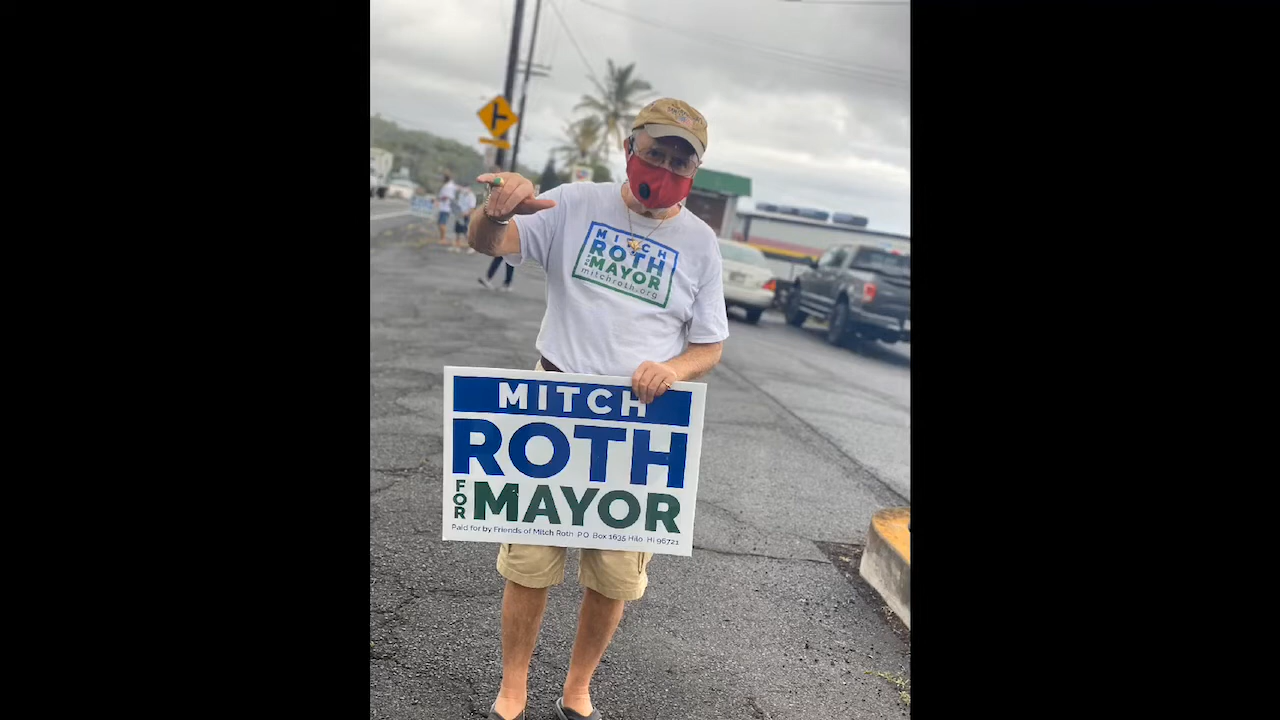 MITCH
ROTH
FOR MAYOR
mitchroth.org
MITCH
ROTH
FOR MAYOR
Paid for by Friends of Mitch Roth P.O. Box 1635 Hilo HI 96721